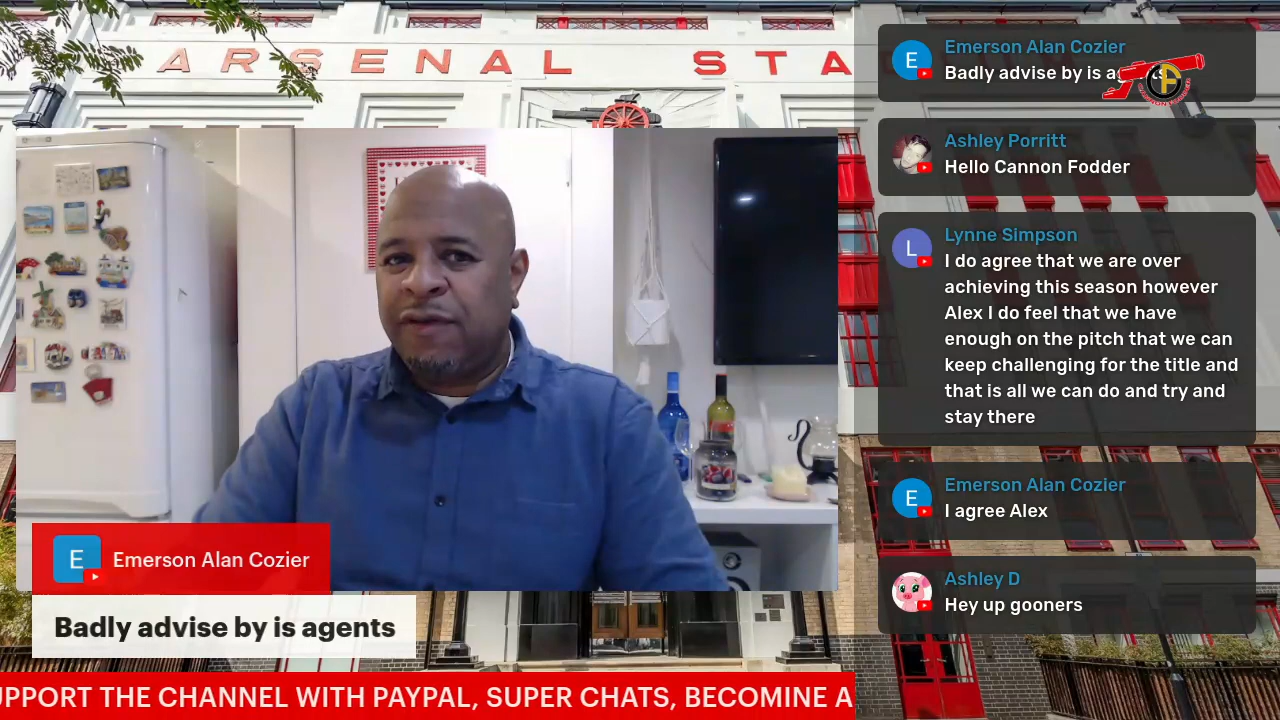 ARSENAL STA
Emerson Alan Cozier
Badly advise by is
Ashley Porritt
Hello Cannon Fodder
L
Lynne Simpson
I do agree that we are over
achieving this season however
Alex I do feel that we have
enough on the pitch that we can
keep challenging for the title and
that is all we can do and try and
stay there
E
Emerson Alan Cozier
I agree Alex
Ashley D
Hey up gooners
E
Emerson Alan Cozier
Badly advise by is agents
UPPORT THE CHANNEL WITH PAYPAL, SUPER CHATS, BECOMINE A